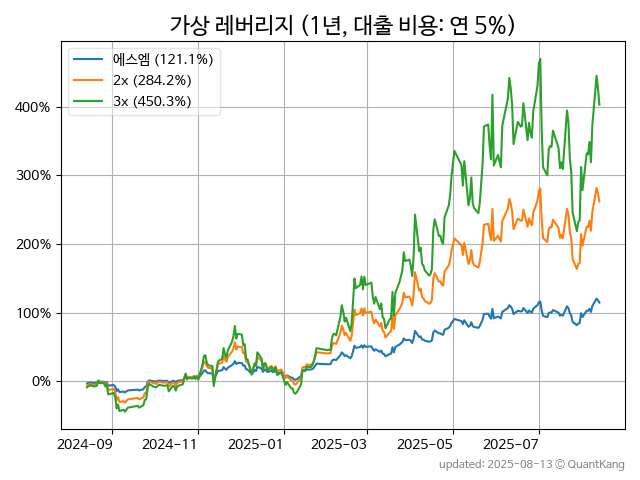 가상 레버리지 (1년, 대출 비용: 연 5%)
에스엠 (121.1%)
2x (284.2%)
3x (450.3%)
400%
300%
200%
100%
0%
2024-09 2024-11 2025-01 2025-03 2025-05 2025-07
updated: 2025-08-13 © QuantKang